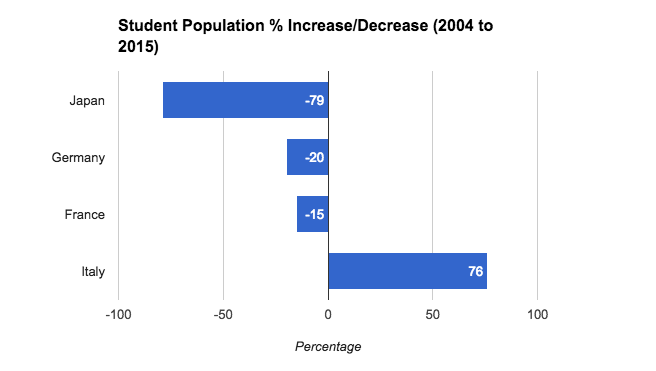 Student Population % Increase/Decrease (2004 to
2015)
Japan
-79
Germany
-20
France
-15
Italy
76
-100 -50 0 50 100
Percentage